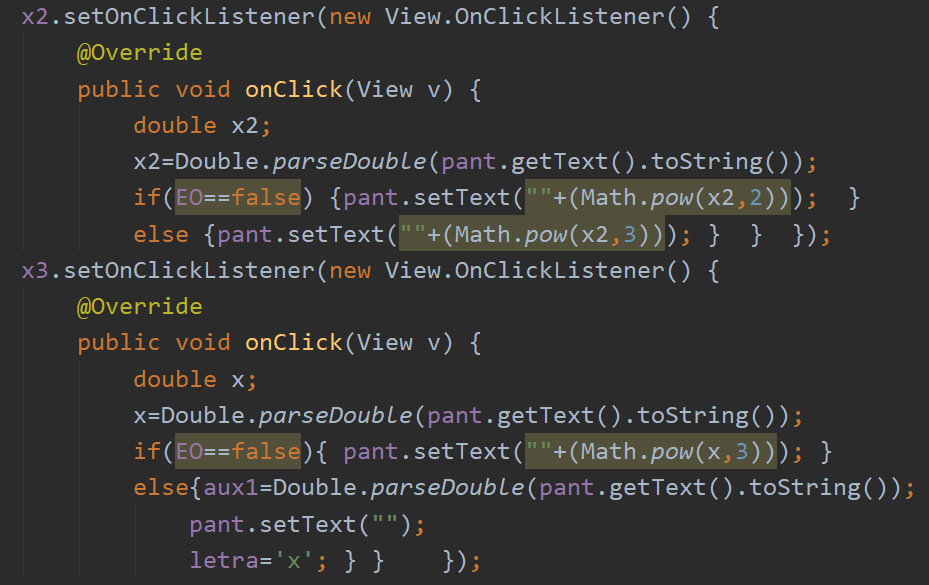 x2.setOnClickListener(new View.OnClickListener() {
@Override
public void onClick(View v) {
double x2;
x2=Double.parseDouble(pant.getText().toString());
if(EO==false) {pant.setText(""+(Math.pow(x2,2)));  }
else {pant.setText(""+(Math.pow(x2,3))); }  }  });
x3.setOnClickListener(new View.OnClickListener() {
@Override
public void onClick(View v) {
double x;
x=Double.parseDouble(pant.getText().toString());
if(EO==false){ pant.setText(""+(Math.pow(x,3))); }
else{aux1=Double.parseDouble(pant.getText().toString());
pant.setText("");
letra='x'; } }    });